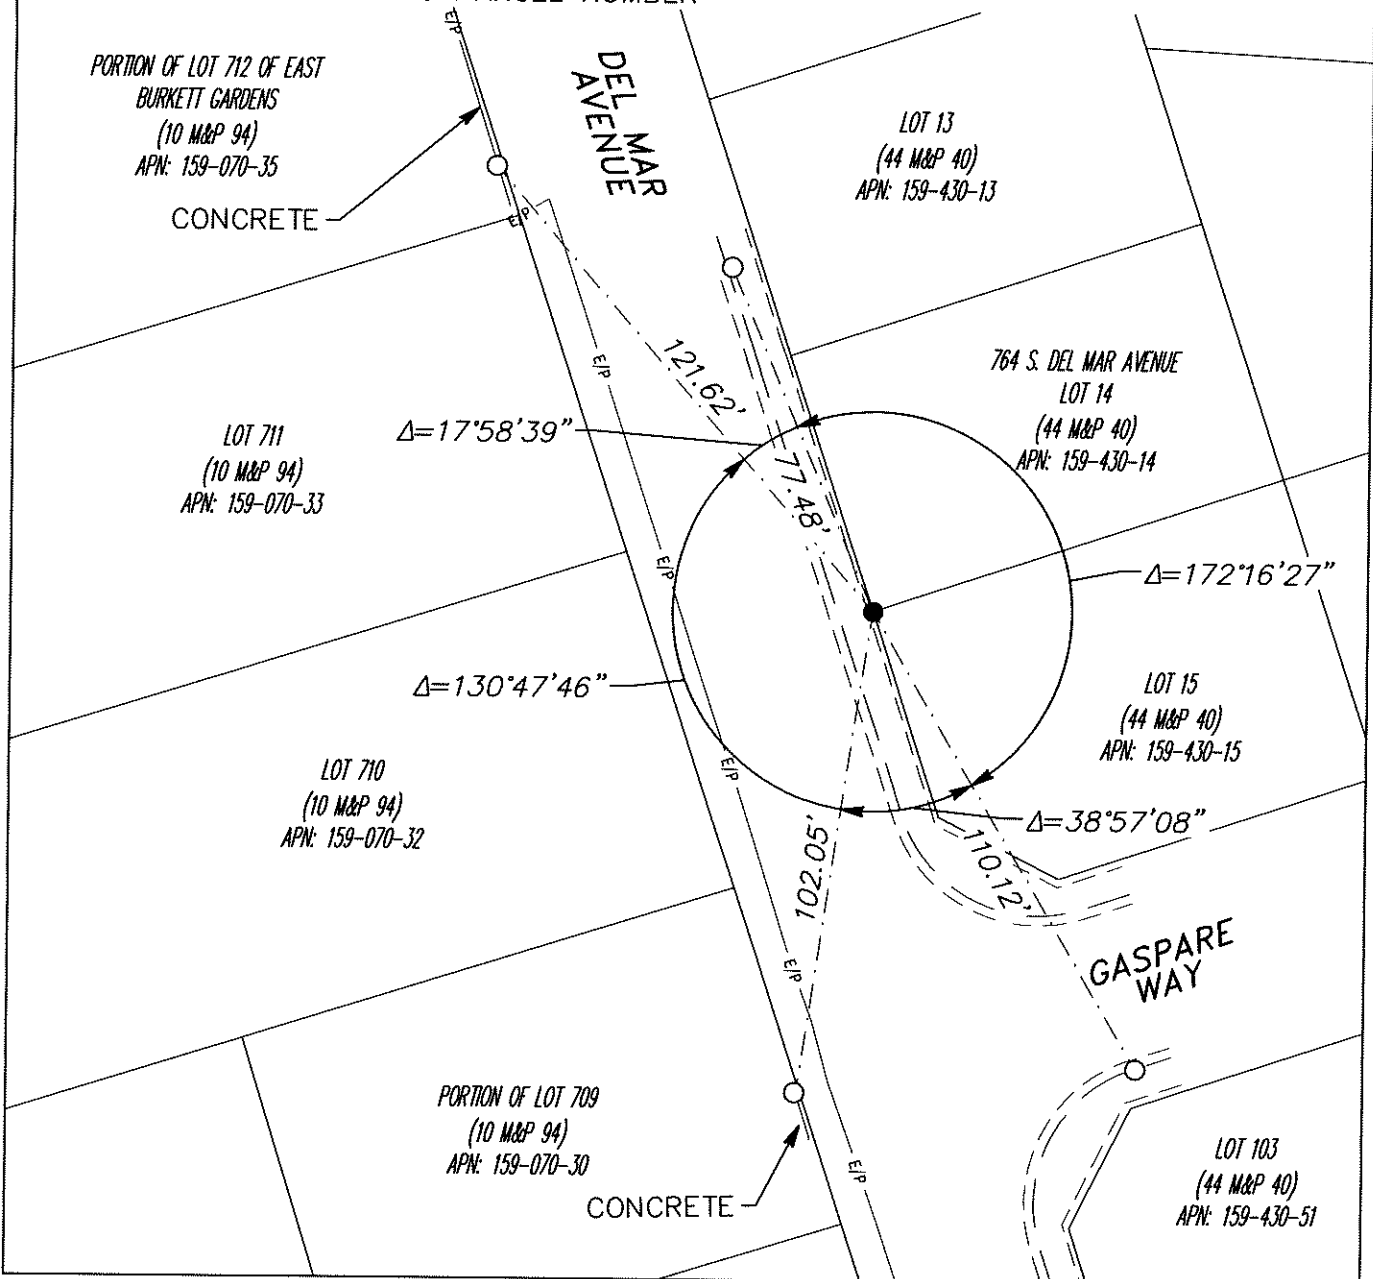 E/P
PORTION OF LOT 712 OF EAST
BURKETT GARDENS
(10 M&P 94)
APN: 159-070-35
CONCRETE
E/P
DEL MAR
AVENUE
LOT 13
(44 M&P 40)
APN: 159-430-13
764 S. DEL MAR AVENUE
LOT 14
(44 M&P 40)
APN: 159-430-14
121.62'
E/P
Δ=17°58'39"
77.48'
LOT 711
(10 M&P 94)
APN: 159-070-33
E/P
Δ=172°16'27"
Δ=130°47'46"
LOT 15
(44 M&P 40)
APN: 159-430-15
LOT 710
(10 M&P 94)
APN: 159-070-32
E/P
Δ=38°57'08"
102.05'
110.12'
GASPARE
WAY
E/P
PORTION OF LOT 709
(10 M&P 94)
APN: 159-070-30
CONCRETE
E/P
LOT 103
(44 M&P 40)
APN: 159-430-51